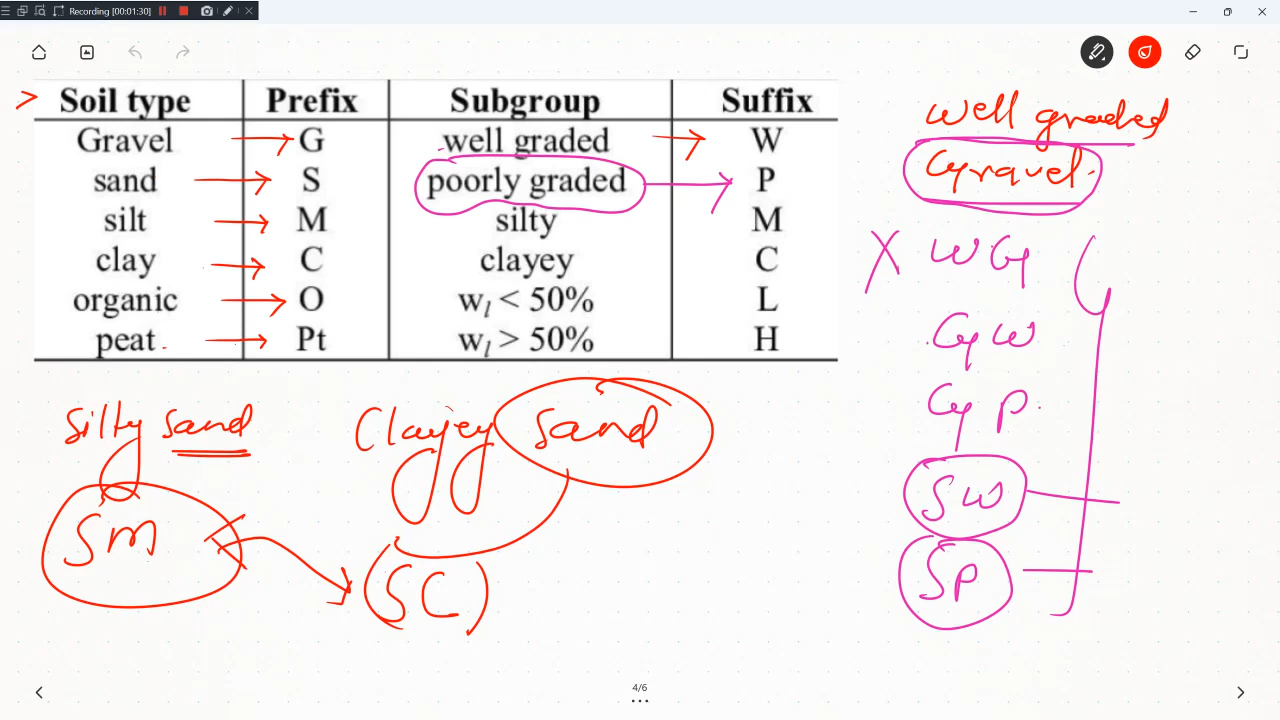 Recording [00:01:30]
Soil type Prefix Subgroup Suffix
Gravel G well graded W
sand S poorly graded P
silt M silty M
clay C clayey C
organic O w_l < 50% L
peat Pt w_l > 50% H
well graded
Gravel
X WG
GW
GP
SW
SP
Silty sand
SM
Clayey sand
SC
4/6